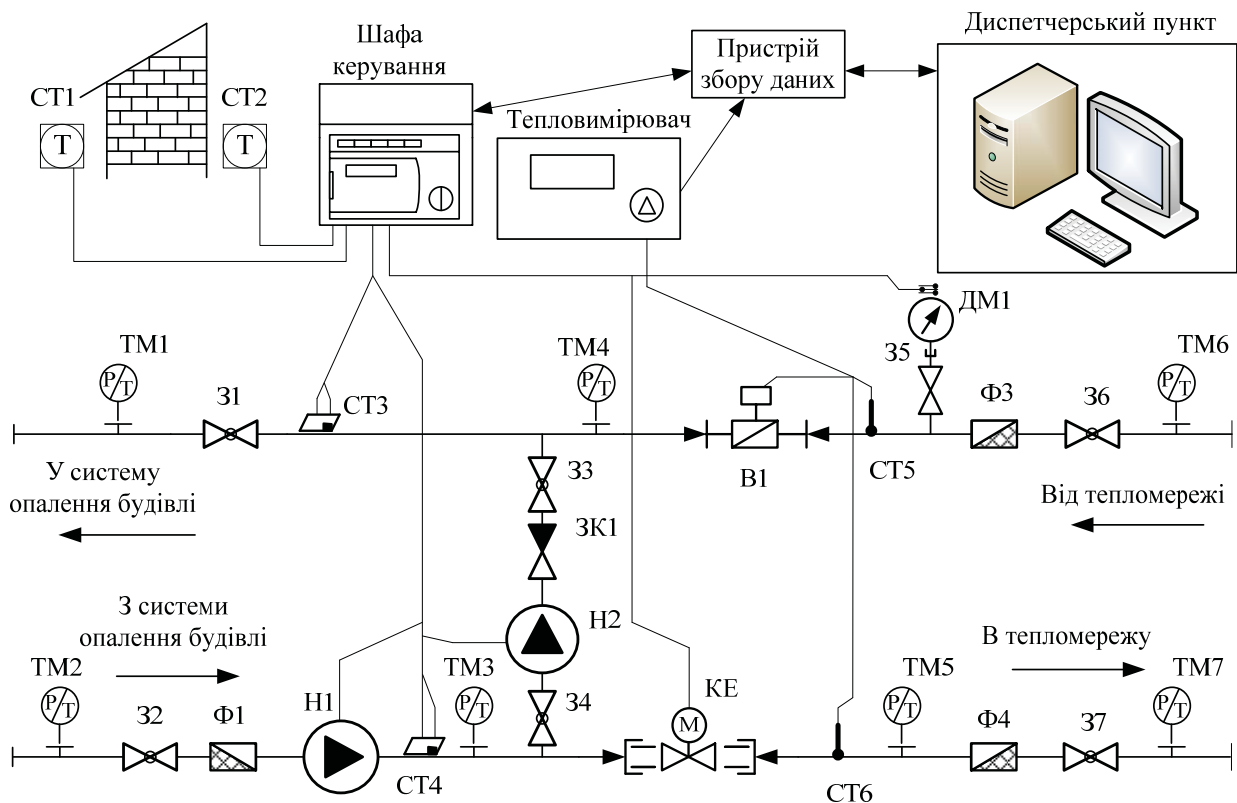 Диспетчерський пункт
Шафа
керування
Пристрій
збору даних
СТ1
СТ2
Тепловимірювач
Т
Т
ДМ1
ТМ1
ТМ4
З5
ТМ6
P/T
З1
СТ3
P/T
Ф3
З6
P/T
У систему
опалення будівлі
З3
В1
СТ5
Від тепломережі
ЗК1
З системи
опалення будівлі
Н2
В тепломережу
ТМ2
ТМ3
ТМ5
ТМ7
P/T
З2
Ф1
Н1
P/T
З4
КЕ
М
P/T
Ф4
З7
P/T
СТ4
СТ6